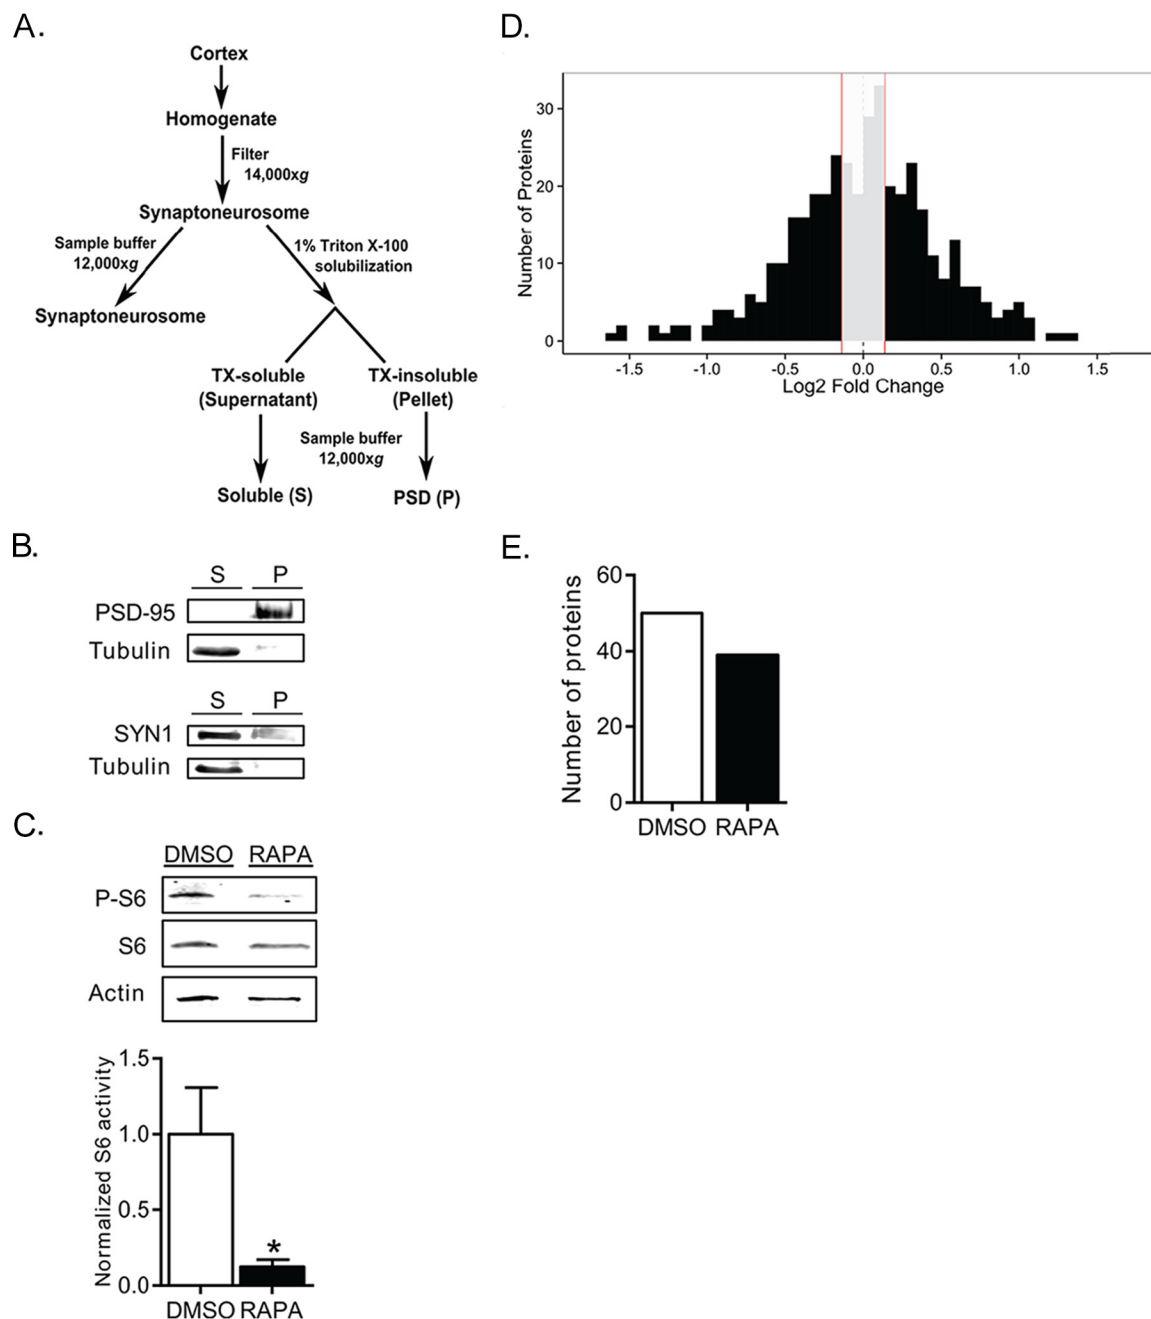 A.
Cortex
Homogenate
Filter
14,000xg
Synaptoneurosome
Sample buffer
12,000xg
1% Triton X-100
solubilization
Synaptoneurosome
TX-soluble
(Supernatant)
TX-insoluble
(Pellet)
Sample buffer
12,000xg
Soluble (S)
PSD (P)
B.
S P
PSD-95
Tubulin
S P
SYN1
Tubulin
C.
DMSO RAPA
P-S6
S6
Actin
Normalized S6 activity
1.5
1.0
0.5
0.0
DMSO RAPA
*
D.
Number of Proteins
30
20
10
0
-1.5 -1.0 -0.5 0.0 0.5 1.0 1.5
Log2 Fold Change
E.
Number of proteins
60
40
20
0
DMSO RAPA